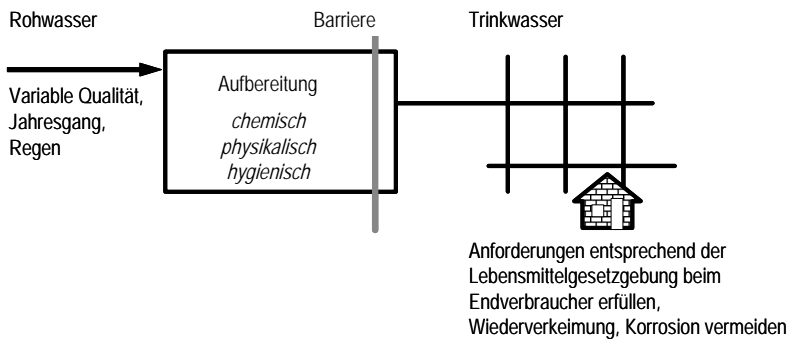 Rohwasser
Barriere
Trinkwasser
Variable Qualität,
Jahresgang,
Regen
Aufbereitung
chemisch
physikalisch
hygienisch
Anforderungen entsprechend der
Lebensmittelgesetzgebung beim
Endverbraucher erfüllen,
Wiederverkeimung, Korrosion vermeiden